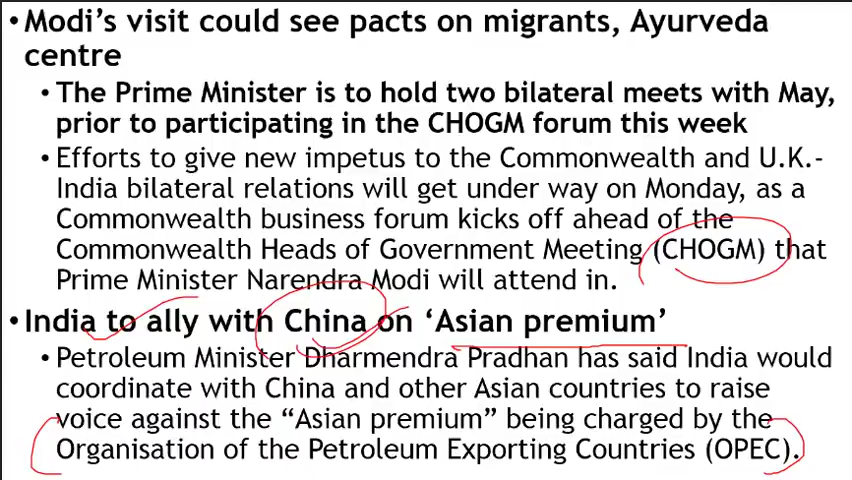 •Modi's visit could see pacts on migrants, Ayurveda
centre
• The Prime Minister is to hold two bilateral meets with May,
prior to participating in the CHOGM forum this week
• Efforts to give new impetus to the Commonwealth and U.K.-
India bilateral relations will get under way on Monday, as a
Commonwealth business forum kicks off ahead of the
Commonwealth Heads of Government Meeting (CHOGM) that
Prime Minister Narendra Modi will attend in.
•India to ally with China on ‘Asian premium’
• Petroleum Minister Dharmendra Pradhan has said India would
coordinate with China and other Asian countries to raise
voice against the “Asian premium” being charged by the
Organisation of the Petroleum Exporting Countries (OPEC).